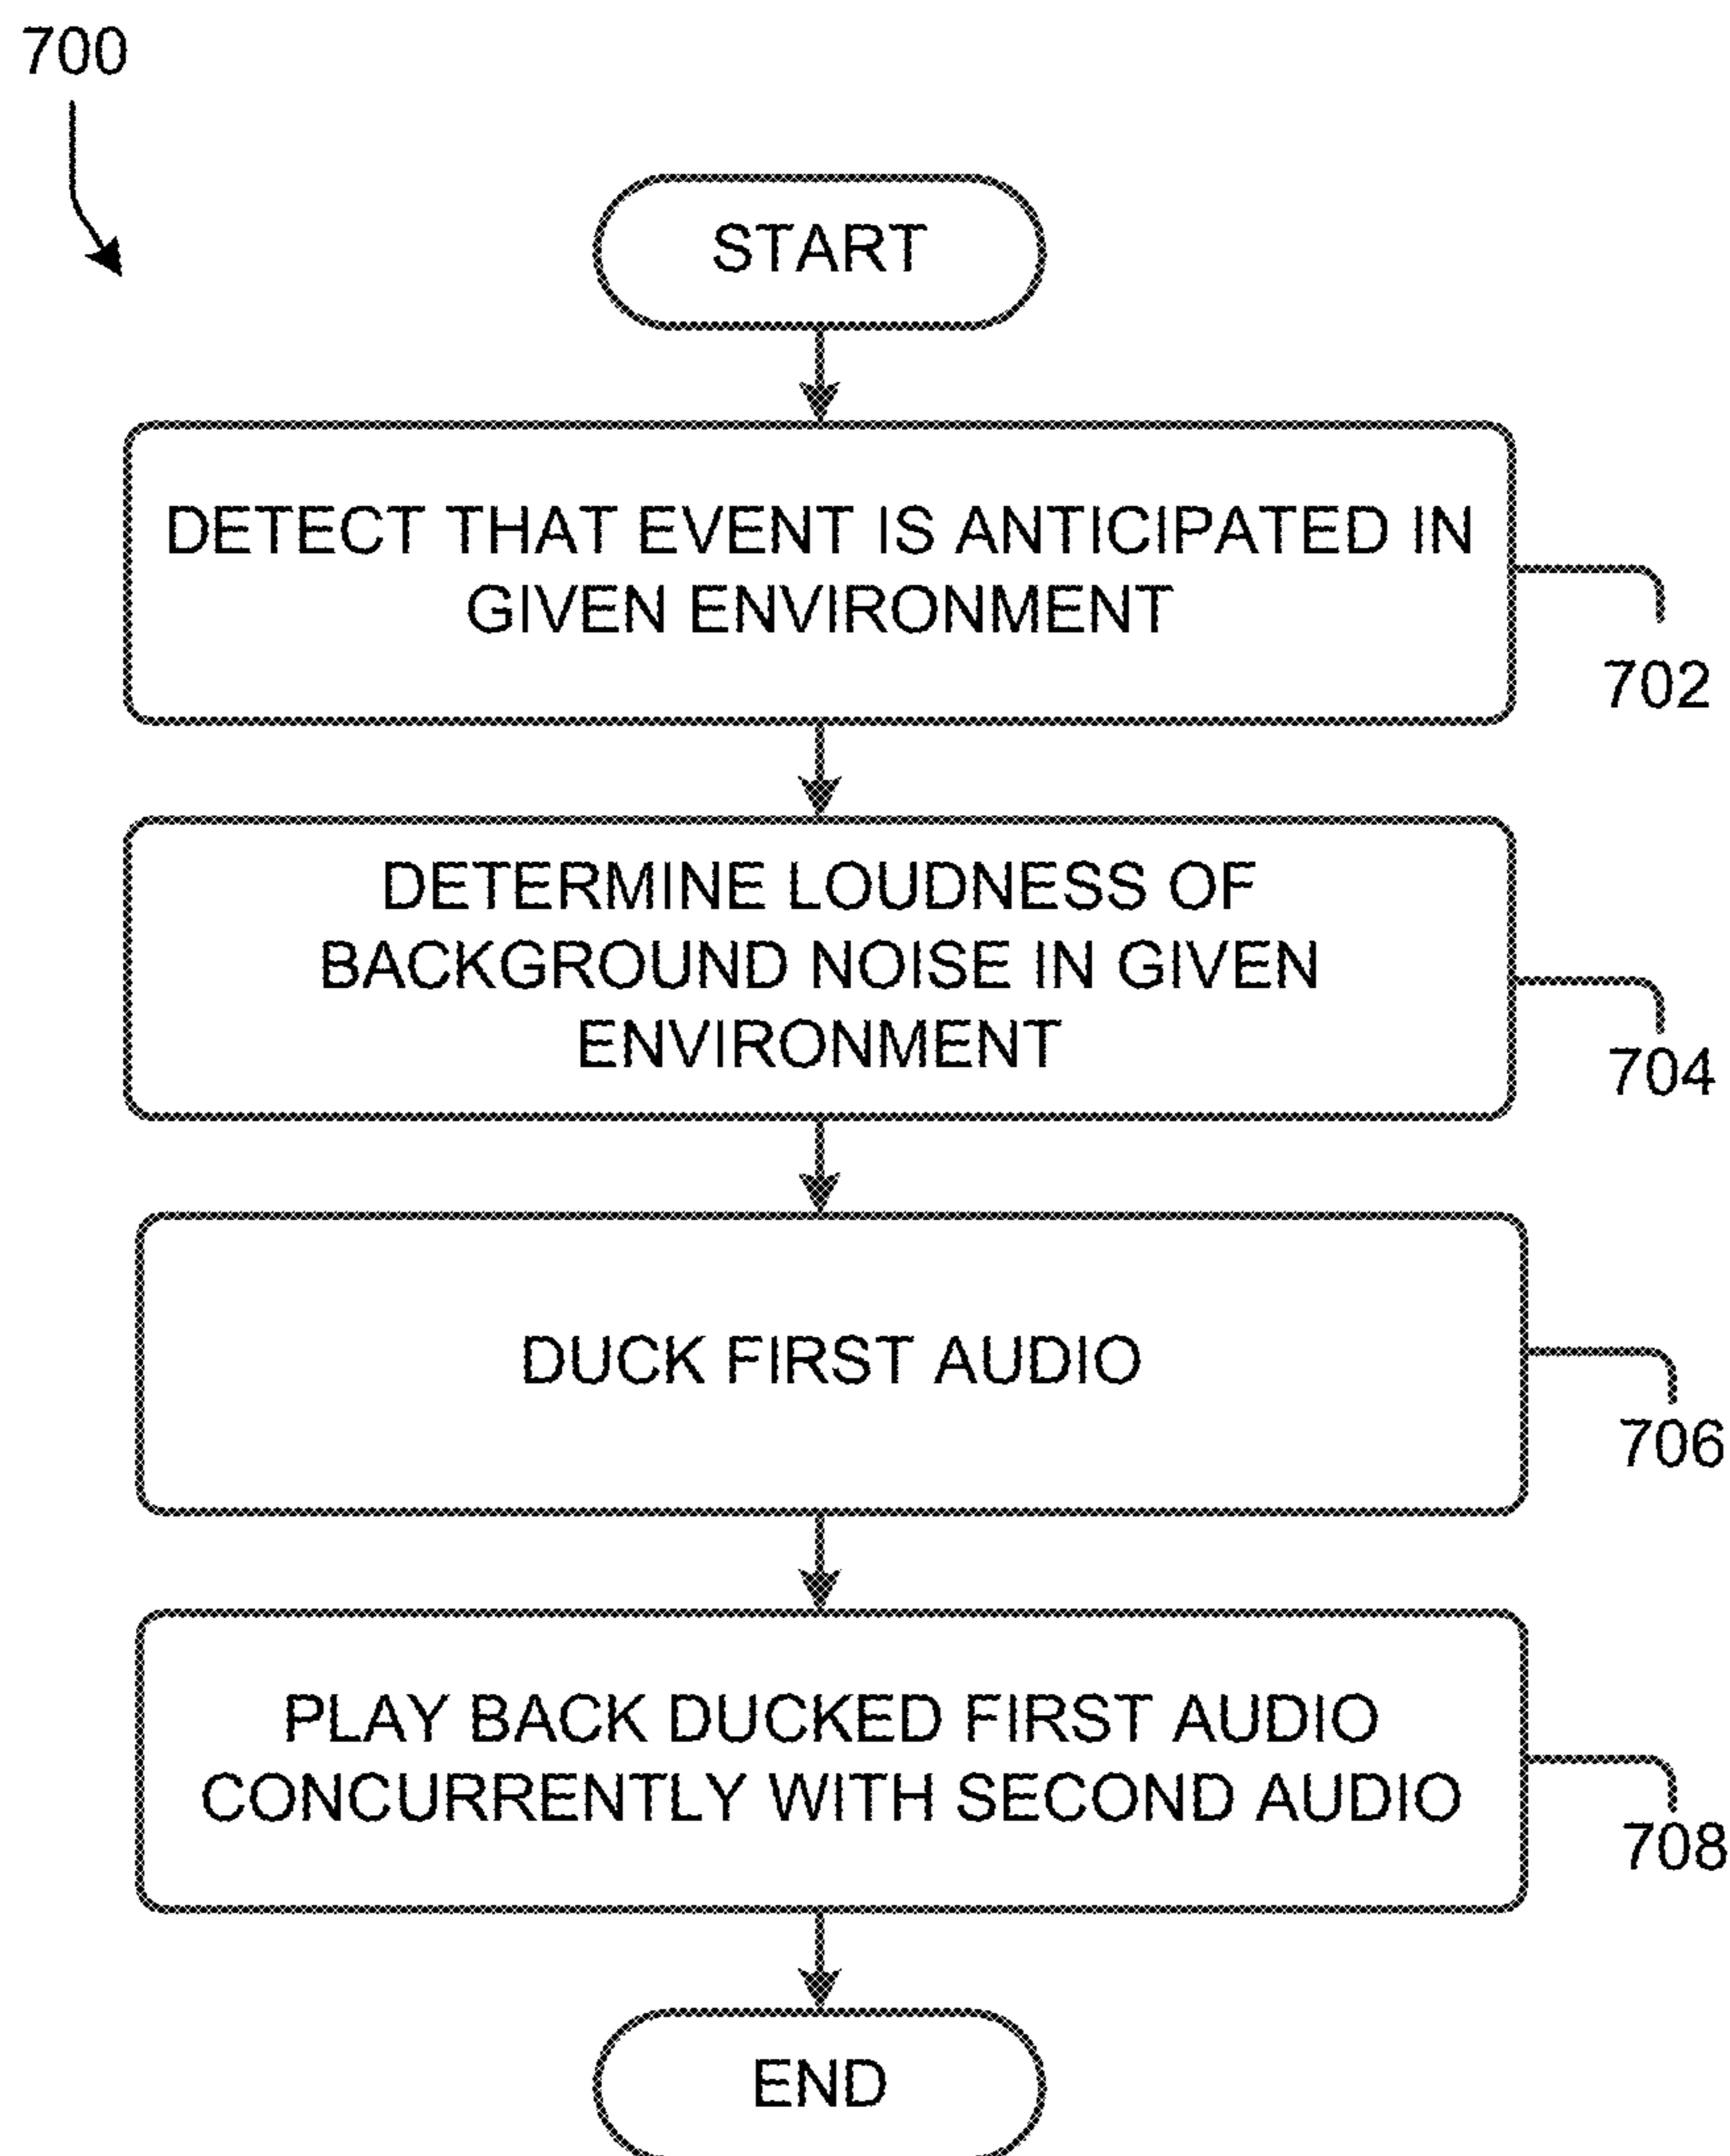 700
START
DETECT THAT EVENT IS ANTICIPATED IN
GIVEN ENVIRONMENT
702
DETERMINE LOUDNESS OF
BACKGROUND NOISE IN GIVEN
ENVIRONMENT
704
DUCK FIRST AUDIO
706
PLAY BACK DUCKED FIRST AUDIO
CONCURRENTLY WITH SECOND AUDIO
708
END